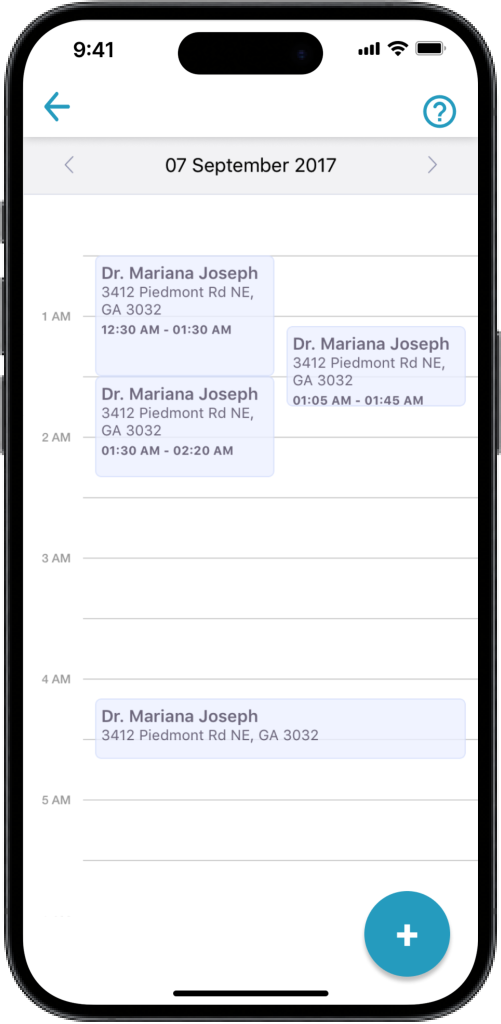 9:41
07 September 2017
Dr. Mariana Joseph
3412 Piedmont Rd NE,
GA 3032
12:30 AM - 01:30 AM
1 AM
Dr. Mariana Joseph
3412 Piedmont Rd NE,
GA 3032
01:05 AM - 01:45 AM
Dr. Mariana Joseph
3412 Piedmont Rd NE,
GA 3032
01:30 AM - 02:20 AM
2 AM
3 AM
4 AM
Dr. Mariana Joseph
3412 Piedmont Rd NE, GA 3032
5 AM